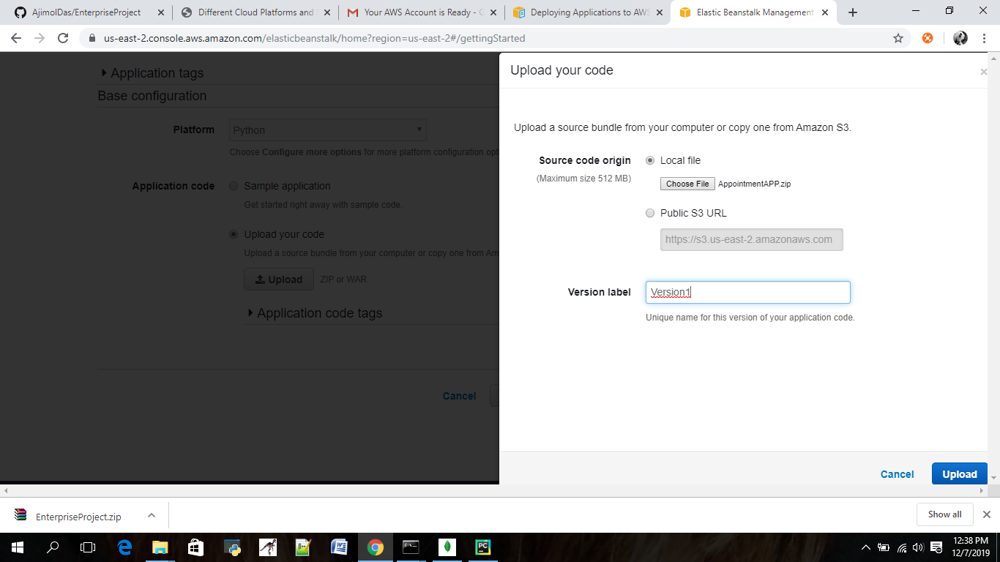 AjimolDas/EnterpriseProject
Different Cloud Platforms and
Your AWS Account is Ready - G
Deploying Applications to AWS
Elastic Beanstalk Management
us-east-2.console.aws.amazon.com/elasticbeanstalk/home?region=us-east-2#/gettingStarted
Application tags
Base configuration
Platform
Python
Choose Configure more options for more platform configuration opt
Application code
Sample application
Get started right away with sample code.
Upload your code
Upload a source bundle from your computer or copy one from Am
Upload
ZIP or WAR
Application code tags
Cancel
Upload your code
Upload a source bundle from your computer or copy one from Amazon S3.
Source code origin
(Maximum size 512 MB)
Local file
Choose File AppointmentAPP.zip
Public S3 URL
https://s3.us-east-2.amazonaws.com
Version label
Version1
Unique name for this version of your application code.
Cancel
Upload
EnterpriseProject.zip
Show all
12:38 PM
12/7/2019